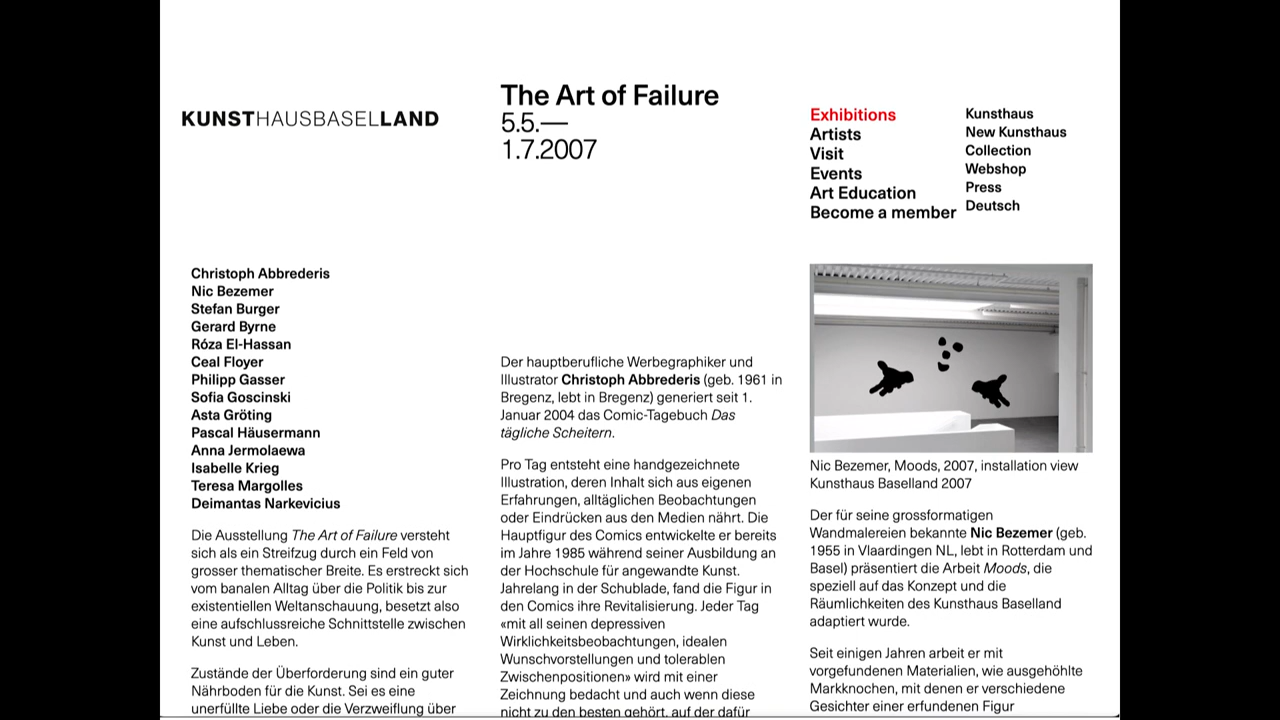 KUNSTHAUSBASELLAND
The Art of Failure
5.5.—
1.7.2007
Exhibitions
Artists
Visit
Events
Art Education
Become a member
Kunsthaus
New Kunsthaus
Collection
Webshop
Press
Deutsch
Christoph Abbrederis
Nic Bezemer
Stefan Burger
Gerard Byrne
Róza El-Hassan
Ceal Floyer
Philipp Gasser
Sofia Goscinski
Asta Gröting
Pascal Häusermann
Anna Jermolaewa
Isabelle Krieg
Teresa Margolles
Deimantas Narkevicius
Die Ausstellung The Art of Failure versteht
sich als ein Streifzug durch ein Feld von
grosser thematischer Breite. Es erstreckt sich
vom banalen Alltag über die Politik bis zur
existentiellen Weltanschauung, besetzt also
eine aufschlussreiche Schnittstelle zwischen
Kunst und Leben.
Zustände der Überforderung sind ein guter
Nährboden für die Kunst. Sei es eine
unerfüllte Liebe oder die Verzweiflung über
Der hauptberufliche Werbegraphiker und
Illustrator Christoph Abbrederis (geb. 1961 in
Bregenz, lebt in Bregenz) generiert seit 1.
Januar 2004 das Comic-Tagebuch Das
tägliche Scheitern.
Pro Tag entsteht eine handgezeichnete
Illustration, deren Inhalt sich aus eigenen
Erfahrungen, alltäglichen Beobachtungen
oder Eindrücken aus den Medien nährt. Die
Hauptfigur des Comics entwickelte er bereits
im Jahre 1985 während seiner Ausbildung an
der Hochschule für angewandte Kunst.
Jahrelang in der Schublade, fand die Figur in
den Comics ihre Revitalisierung. Jeder Tag
«mit all seinen depressiven
Wirklichkeitsbeobachtungen, idealen
Wunschvorstellungen und tolerablen
Zwischenpositionen» wird mit einer
Zeichnung bedacht und auch wenn diese
nicht zu den besten gehört, auf der dafür
Nic Bezemer, Moods, 2007, installation view
Kunsthaus Baselland 2007
Der für seine grossformatigen
Wandmalereien bekannte Nic Bezemer (geb.
1955 in Vlaardingen NL, lebt in Rotterdam und
Basel) präsentiert die Arbeit Moods, die
speziell auf das Konzept und die
Räumlichkeiten des Kunsthaus Baselland
adaptiert wurde.
Seit einigen Jahren arbeit er mit
vorgefundenen Materialien, wie ausgehöhlte
Markknochen, mit denen er verschiedene
Gesichter einer erfundenen Figur